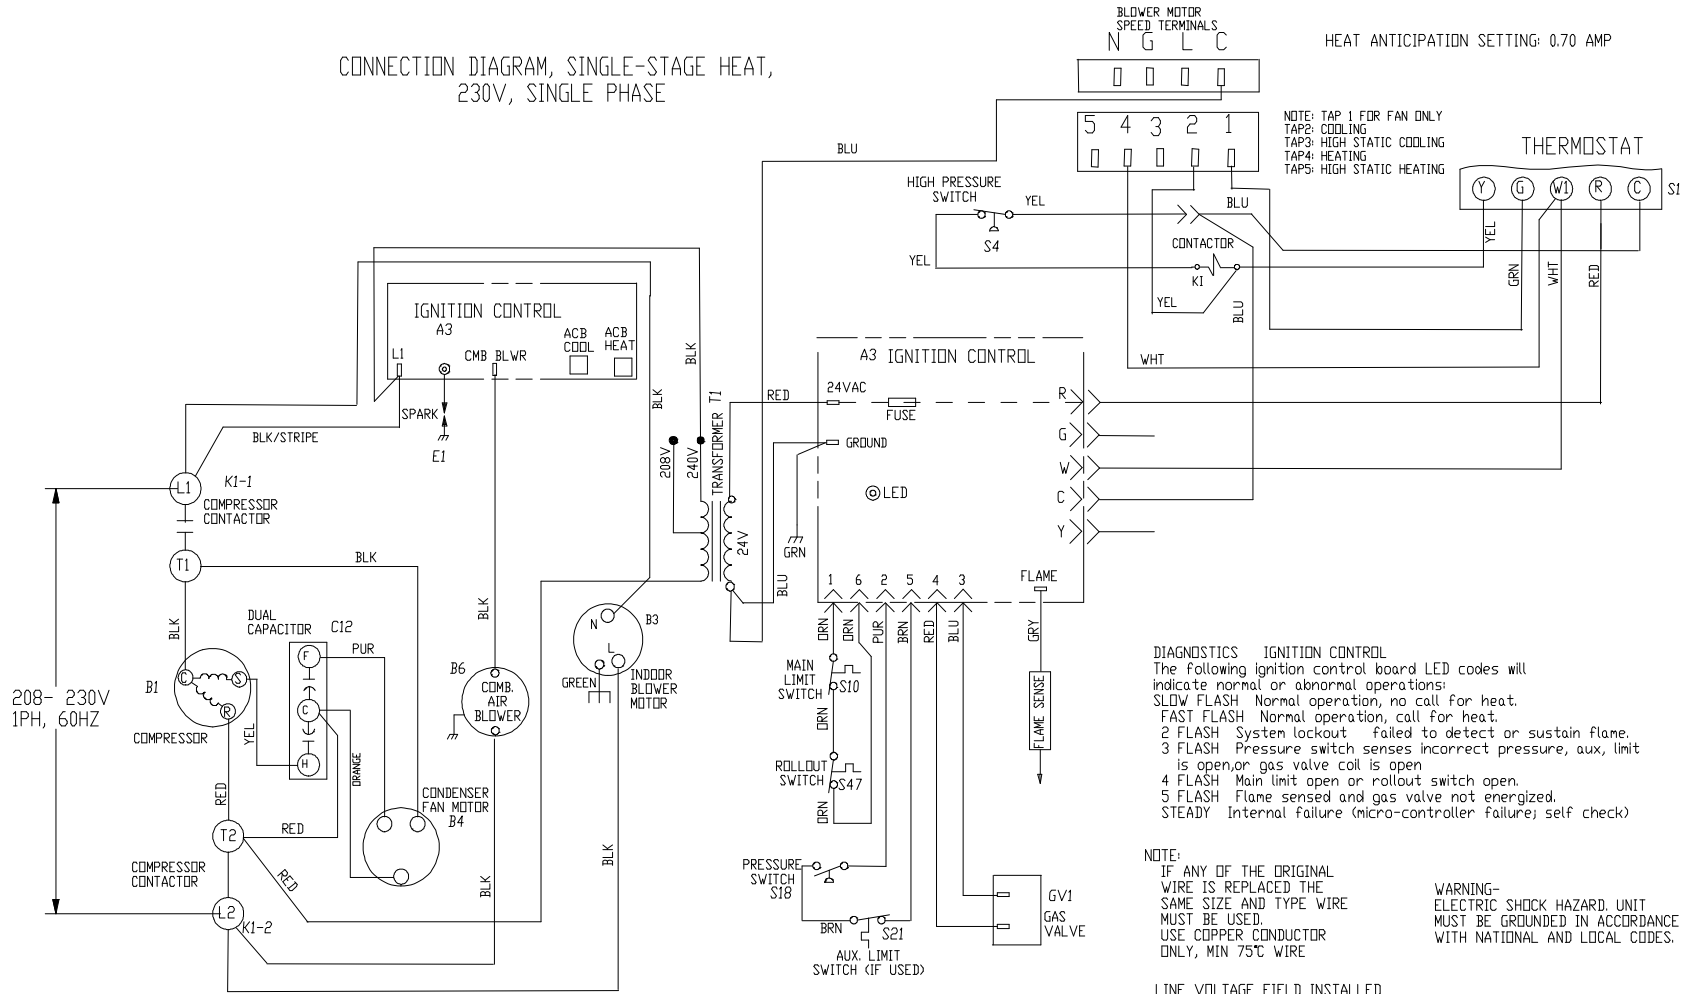 BLOWER MOTOR
SPEED TERMINALS
N G L C
HEAT ANTICIPATION SETTING: 0.70 AMP
CONNECTION DIAGRAM, SINGLE-STAGE HEAT,
230V, SINGLE PHASE
5 4 3 2 1
NOTE: TAP 1 FOR FAN ONLY
TAP2: COOLING
TAP3: HIGH STATIC COOLING
TAP4: HEATING
TAP5: HIGH STATIC HEATING
THERMOSTAT
Y G W1 R C
S1
BLU
HIGH PRESSURE
SWITCH
YEL
S4
BLU
CONTACTOR
YEL
K1
YEL
BLU
YEL
GRN
WHT
RED
WHT
IGNITION CONTROL
A3
ACB
COOL
ACB
HEAT
L1
CMB BLWR
SPARK
E1
BLK/STRIPE
BLK
BLK
208V
240V
TRANSFORMER T1
24V
RED
A3 IGNITION CONTROL
24VAC
FUSE
GROUND
LED
R
G
W
C
Y
GRN
BLU
FLAME
1 6 2 5 4 3
L1
K1-1
COMPRESSOR
CONTACTOR
T1
BLK
BLK
DUAL
CAPACITOR
C12
F
C
H
PUR
B1
C
S
R
COMPRESSOR
YEL
ORANGE
RED
CONDENSER
FAN MOTOR
B4
208- 230V
1PH, 60HZ
T2
RED
RED
COMPRESSOR
CONTACTOR
L2
K1-2
BLK
B6
COMB.
AIR
BLOWER
BLK
B3
N
L
GREEN
INDOOR
BLOWER
MOTOR
BLK
ORN
ORN
PUR
BRN
RED
BLU
GRY
MAIN
LIMIT
SWITCH
S10
ORN
ROLLOUT
SWITCH
S47
ORN
FLAME SENSE
PRESSURE
SWITCH
S18
BRN
S21
AUX. LIMIT
SWITCH (IF USED)
GV1
GAS
VALVE
DIAGNOSTICS IGNITION CONTROL
The following ignition control board LED codes will
indicate normal or abnormal operations:
SLOW FLASH Normal operation, no call for heat.
FAST FLASH Normal operation, call for heat.
2 FLASH System lockout failed to detect or sustain flame.
3 FLASH Pressure switch senses incorrect pressure, aux, limit
is open,or gas valve coil is open
4 FLASH Main limit open or rollout switch open.
5 FLASH Flame sensed and gas valve not energized.
STEADY Internal failure (micro-controller failure; self check)
NOTE:
IF ANY OF THE ORIGINAL
WIRE IS REPLACED THE
SAME SIZE AND TYPE WIRE
MUST BE USED.
USE COPPER CONDUCTOR
ONLY, MIN 75°C WIRE
WARNING-
ELECTRIC SHOCK HAZARD. UNIT
MUST BE GROUNDED IN ACCORDANCE
WITH NATIONAL AND LOCAL CODES.
LINE VOLTAGE FIELD INSTALLED